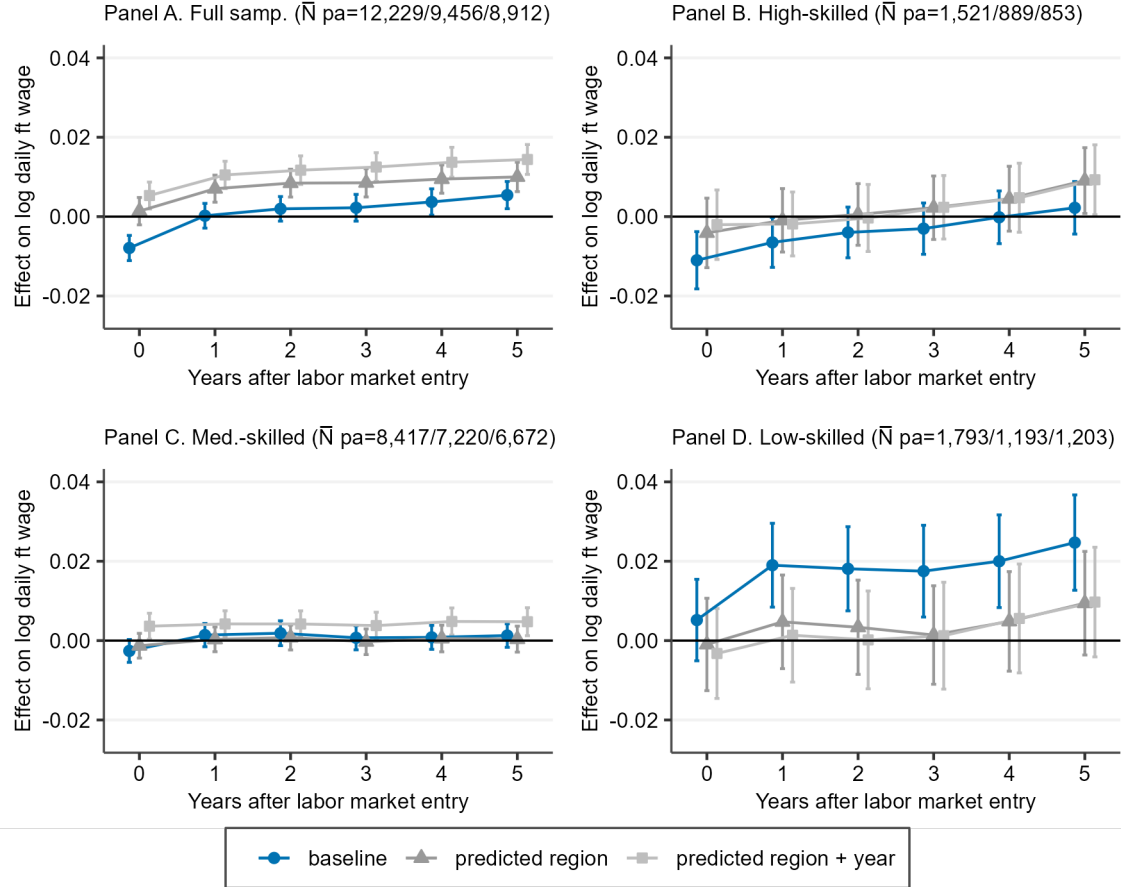 Panel A. Full samp. (N̅ pa=12,229/9,456/8,912)
Effect on log daily ft wage
0.04
0.02
0.00
-0.02
0 1 2 3 4 5
Years after labor market entry
Panel B. High-skilled (N̅ pa=1,521/889/853)
Effect on log daily ft wage
0.04
0.02
0.00
-0.02
0 1 2 3 4 5
Years after labor market entry
Panel C. Med.-skilled (N̅ pa=8,417/7,220/6,672)
Effect on log daily ft wage
0.04
0.02
0.00
-0.02
0 1 2 3 4 5
Years after labor market entry
Panel D. Low-skilled (N̅ pa=1,793/1,193/1,203)
Effect on log daily ft wage
0.04
0.02
0.00
-0.02
0 1 2 3 4 5
Years after labor market entry
baseline predicted region predicted region + year